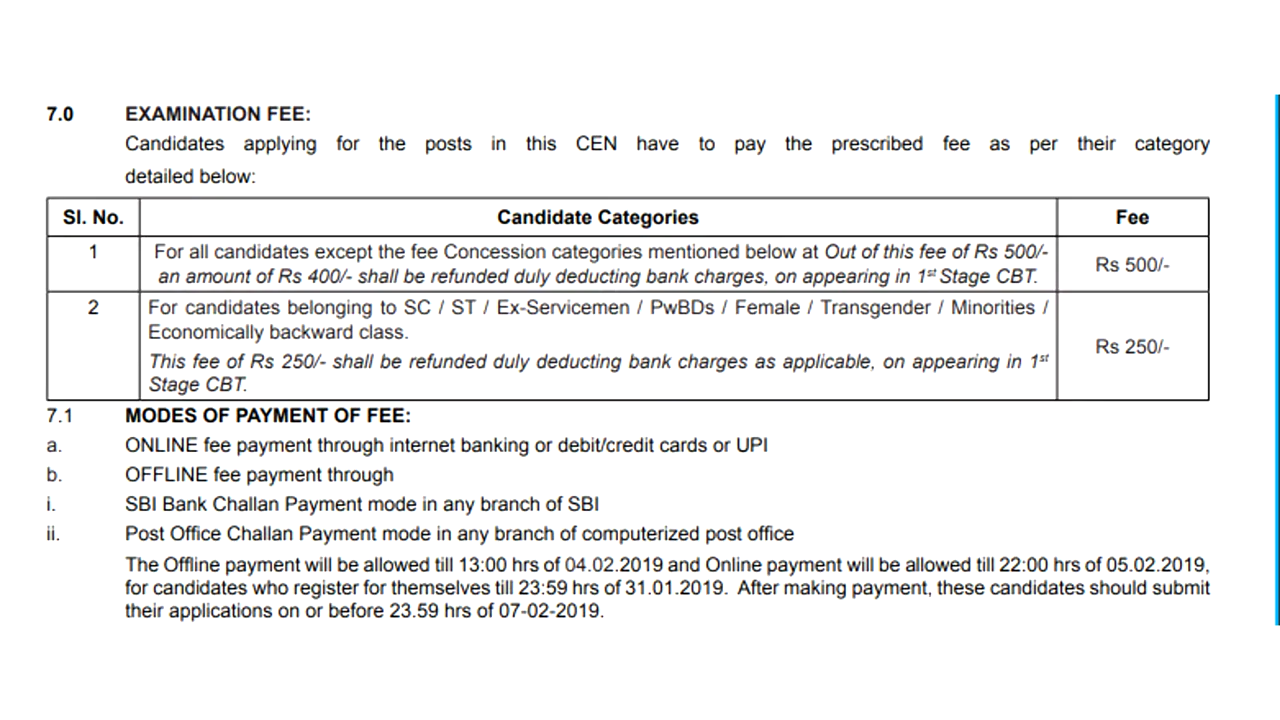 7.0 EXAMINATION FEE:
Candidates applying for the posts in this CEN have to pay the prescribed fee as per their category
detailed below:
Sl. No. Candidate Categories Fee
1 For all candidates except the fee Concession categories mentioned below at Out of this fee of Rs 500/-
an amount of Rs 400/- shall be refunded duly deducting bank charges, on appearing in 1st Stage CBT.
Rs 500/-
2 For candidates belonging to SC / ST / Ex-Servicemen / PwBDs / Female / Transgender / Minorities /
Economically backward class.
This fee of Rs 250/- shall be refunded duly deducting bank charges as applicable, on appearing in 1st
Stage CBT.
Rs 250/-
7.1 MODES OF PAYMENT OF FEE:
a. ONLINE fee payment through internet banking or debit/credit cards or UPI
b. OFFLINE fee payment through
i. SBI Bank Challan Payment mode in any branch of SBI
ii. Post Office Challan Payment mode in any branch of computerized post office
The Offline payment will be allowed till 13:00 hrs of 04.02.2019 and Online payment will be allowed till 22:00 hrs of 05.02.2019,
for candidates who register for themselves till 23:59 hrs of 31.01.2019. After making payment, these candidates should submit
their applications on or before 23.59 hrs of 07-02-2019.